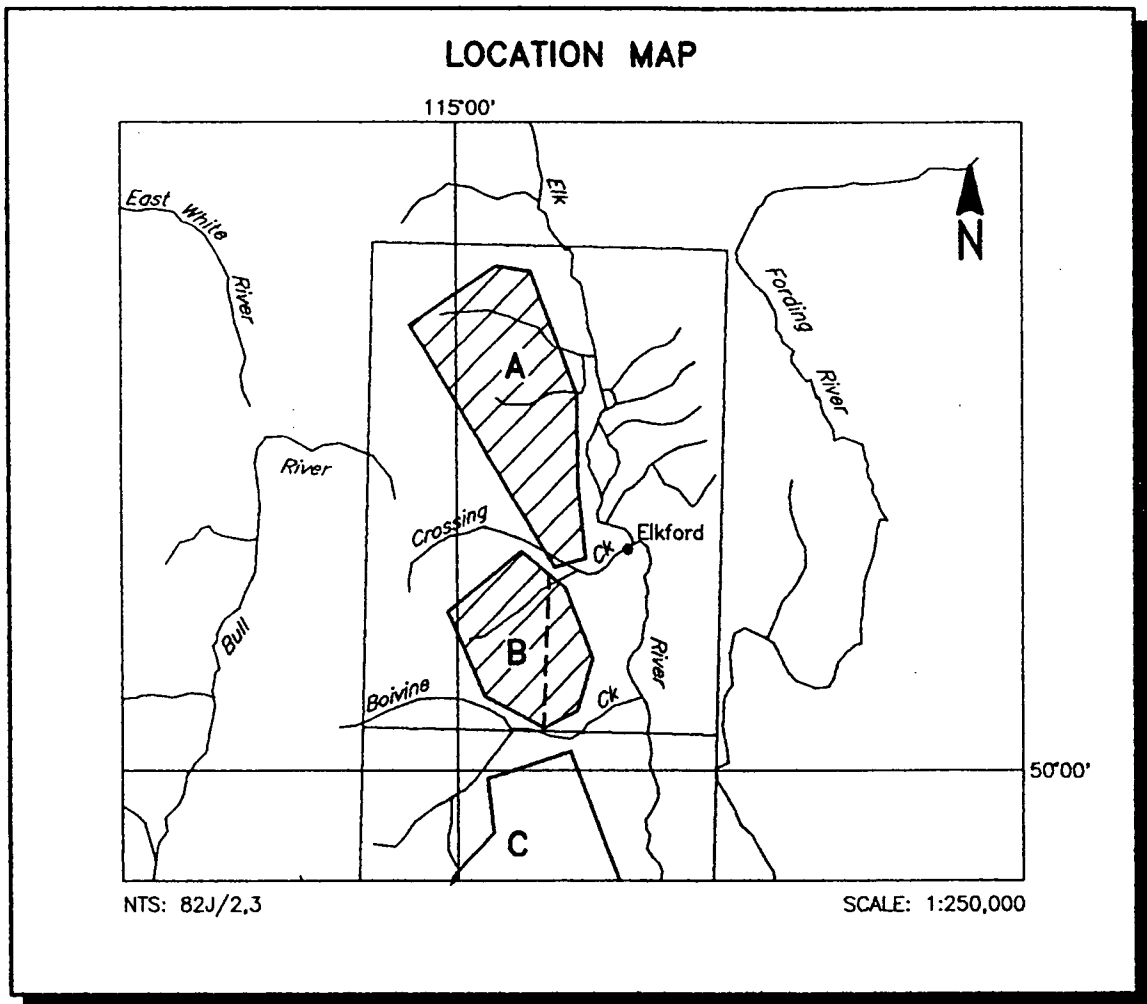 LOCATION MAP
115°00'
Elk
East White River
N
Fording River
A
River
Crossing Ck
Elkford
B
Bull
River
Boivine Ck
50°00'
C
NTS: 82J/2,3
SCALE: 1:250,000